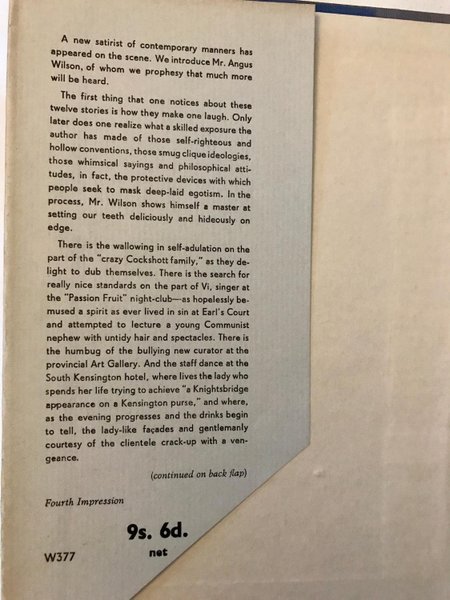 A new satirist of contemporary manners has
appeared on the scene. We introduce Mr. Angus
Wilson, of whom we prophesy that much more
will be heard.
The first thing that one notices about these
twelve stories is how they make one laugh. Only
later does one realize what a skilled exposure the
author has made of those self-righteous and
hollow conventions, those smug clique ideologies,
those whimsical sayings and philosophical atti-
tudes, in fact, the protective devices with which
people seek to mask deep-laid egotism. In the
process, Mr. Wilson shows himself a master at
setting our teeth deliciously and hideously on
edge.
There is the wallowing in self-adulation on the
part of the "crazy Cockshott family," as they de-
light to dub themselves. There is the search for
really nice standards on the part of Vi, singer at
the "Passion Fruit" night-club—as hopelessly be-
mused a spirit as ever lived in sin at Earl's Court
and attempted to lecture a young Communist
nephew with untidy hair and spectacles. There is
the humbug of the bullying new curator at the
provincial Art Gallery. And the staff dance at the
South Kensington hotel, where lives the lady who
spends her life trying to achieve "a Knightsbridge
appearance on a Kensington purse," and where,
as the evening progresses and the drinks begin
to tell, the lady-like façades and gentlemanly
courtesy of the clientele crack-up with a ven-
geance.
(continued on back flap)
Fourth Impression
9s. 6d.
net
W377